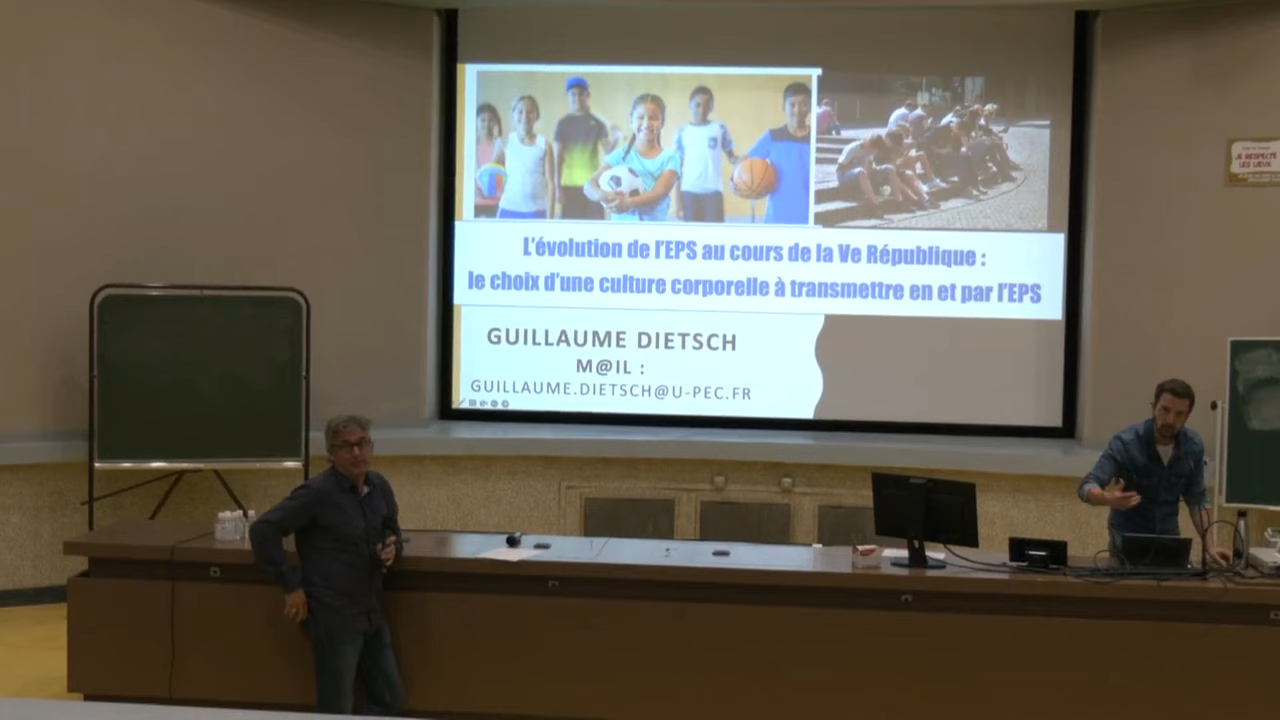 L'évolution de l'EPS au cours de la Ve République :
le choix d'une culture corporelle à transmettre en et par l'EPS
GUILLAUME DIETSCH
M@IL :
GUILLAUME.DIETSCH@U-PEC.FR
JE RESPECTE
LES LIEUX